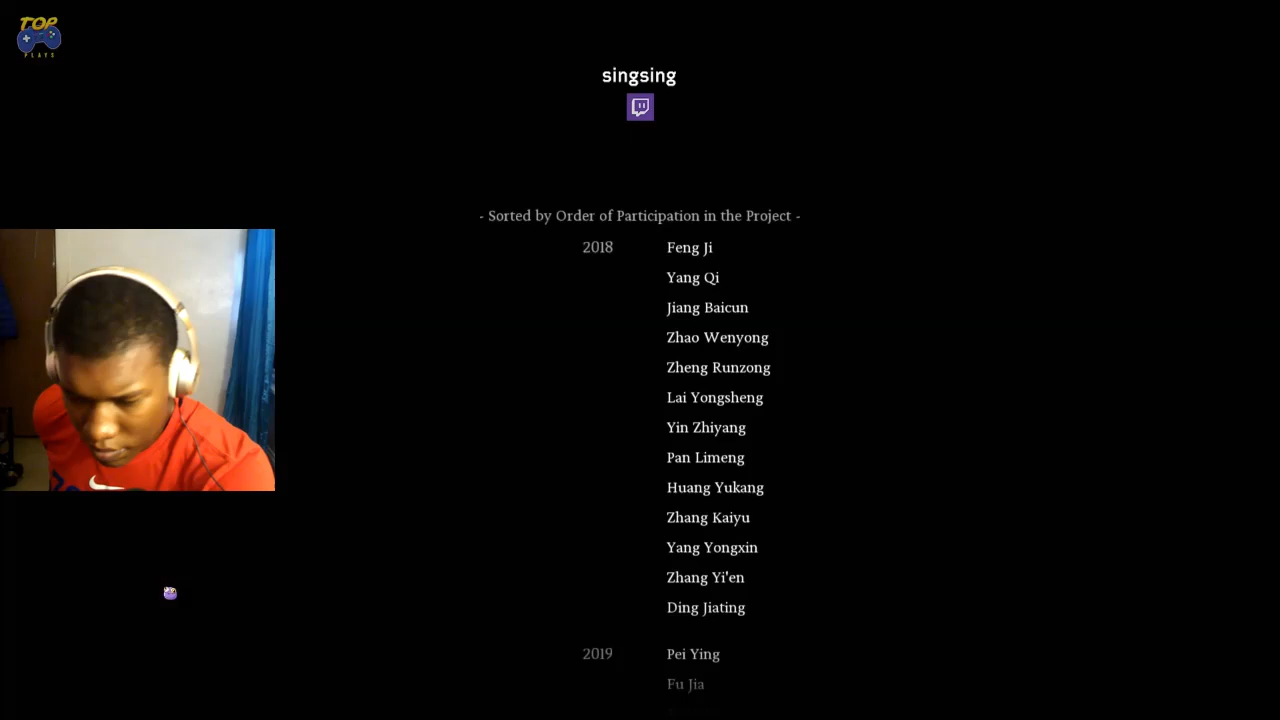 TOP
PLAYS
singsing
- Sorted by Order of Participation in the Project -
2018 Feng Ji
Yang Qi
Jiang Baicun
Zhao Wenyong
Zheng Runzong
Lai Yongsheng
Yin Zhiyang
Pan Limeng
Huang Yukang
Zhang Kaiyu
Yang Yongxin
Zhang Yi'en
Ding Jiating
2019 Pei Ying
Fu Jia